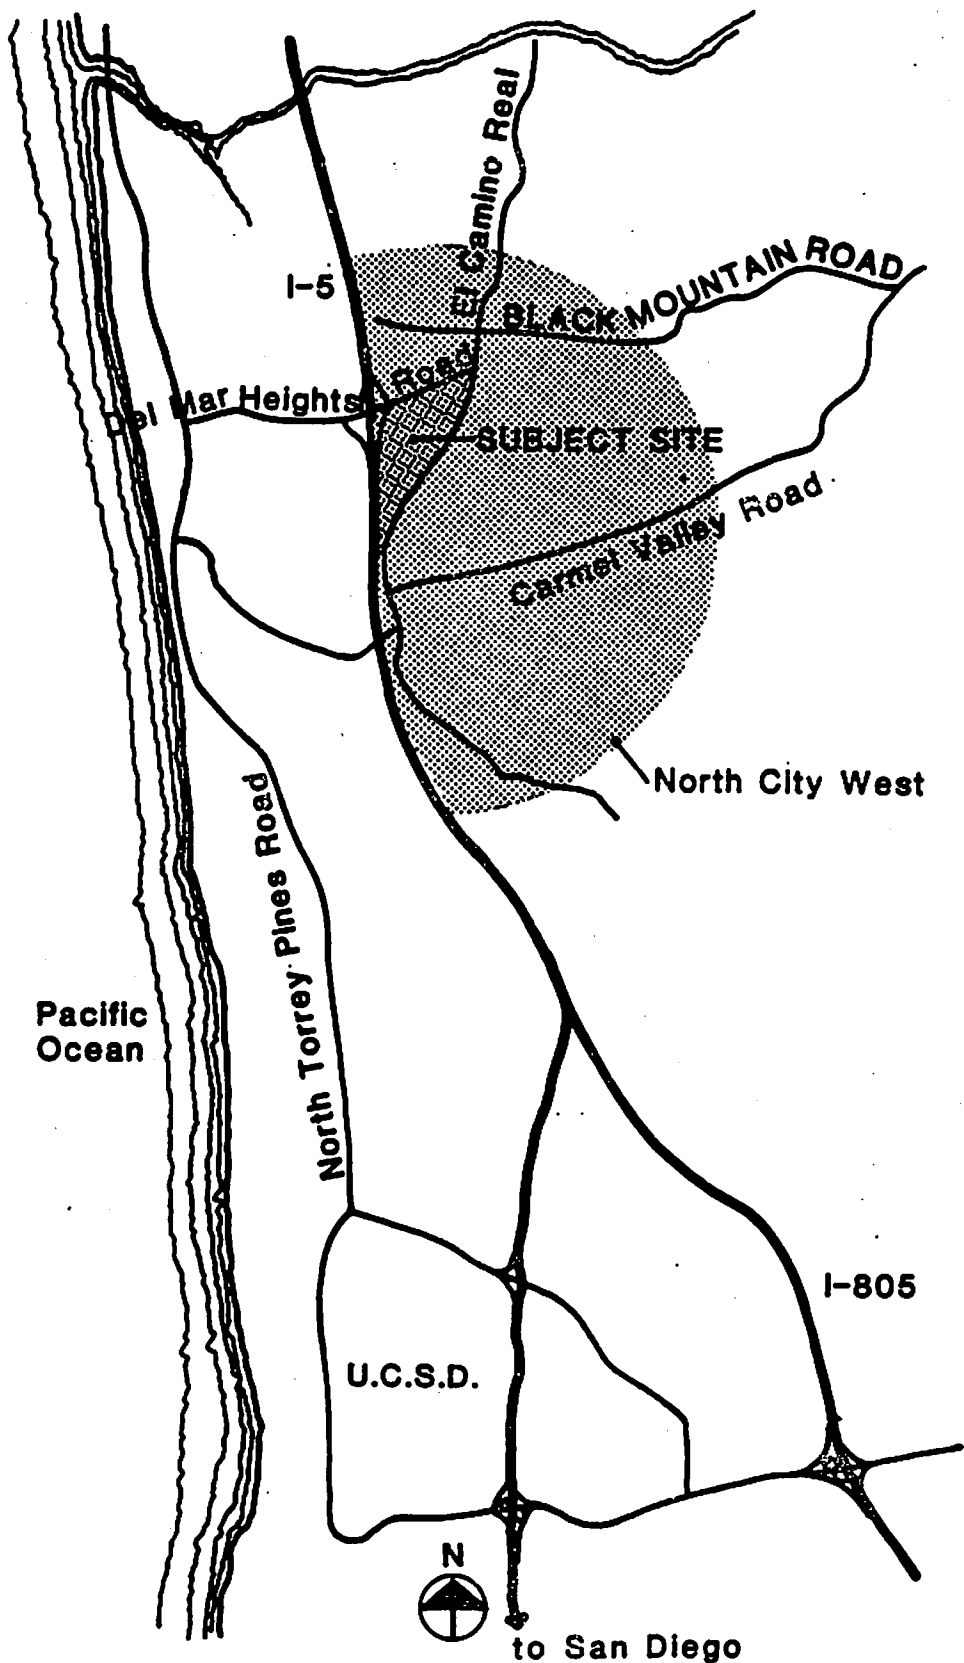 El Camino Real
BLACK MOUNTAIN ROAD
I-5
Del Mar Heights Road
SUBJECT SITE
Carmel Valley Road
North City West
North Torrey Pines Road
Pacific
Ocean
I-805
U.C.S.D.
N
to San Diego